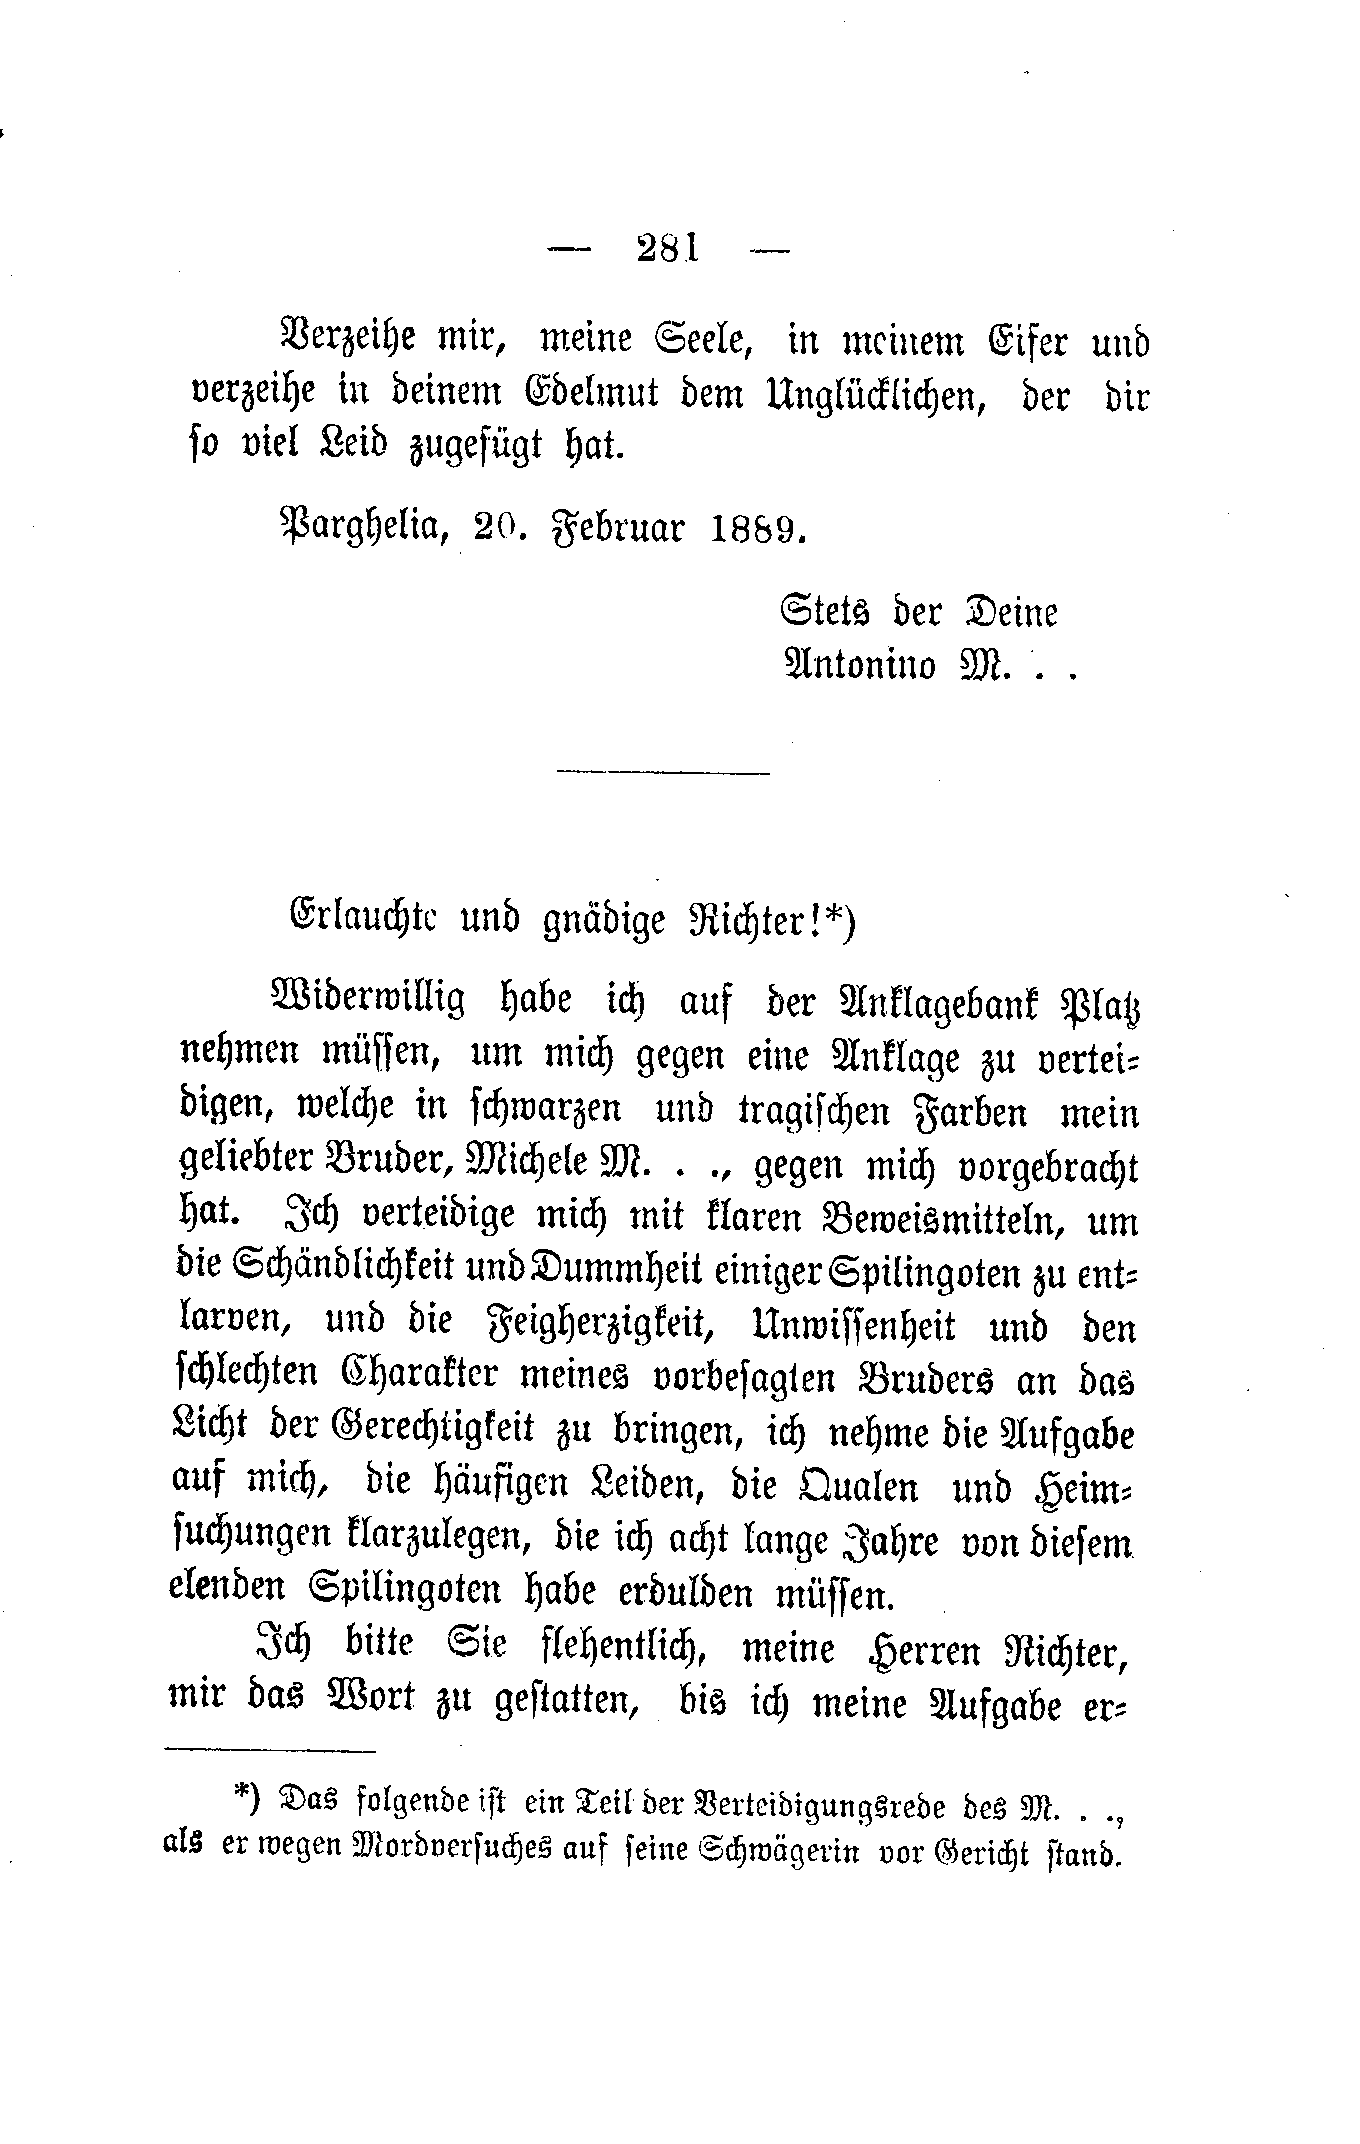 — 281 —
Verzeihe mir, meine Seele, in meinem Eifer und
verzeihe in deinem Edelmut dem Unglücklichen, der dir
so viel Leid zugefügt hat.
Parghelia, 20. Februar 1889.
Stets der Deine
Antonino M. . .
Erlauchte und gnädige Richter!*)
Widerwillig habe ich auf der Anklagebank Platz
nehmen müssen, um mich gegen eine Anklage zu vertei-
digen, welche in schwarzen und tragischen Farben mein
geliebter Bruder, Michele M. . ., gegen mich vorgebracht
hat. Ich verteidige mich mit klaren Beweismitteln, um
die Schändlichkeit und Dummheit einiger Spilingoten zu ent-
larven, und die Feigherzigkeit, Unwissenheit und den
schlechten Charakter meines vorbesagten Bruders an das
Licht der Gerechtigkeit zu bringen, ich nehme die Aufgabe
auf mich, die häufigen Leiden, die Qualen und Heim-
suchungen klarzulegen, die ich acht lange Jahre von diesem
elenden Spilingoten habe erdulden müssen.
Ich bitte Sie flehentlich, meine Herren Richter,
mir das Wort zu gestatten, bis ich meine Aufgabe er-
*) Das folgende ist ein Teil der Verteidigungsrede des M. . .,
als er wegen Mordversuches auf seine Schwägerin vor Gericht stand.